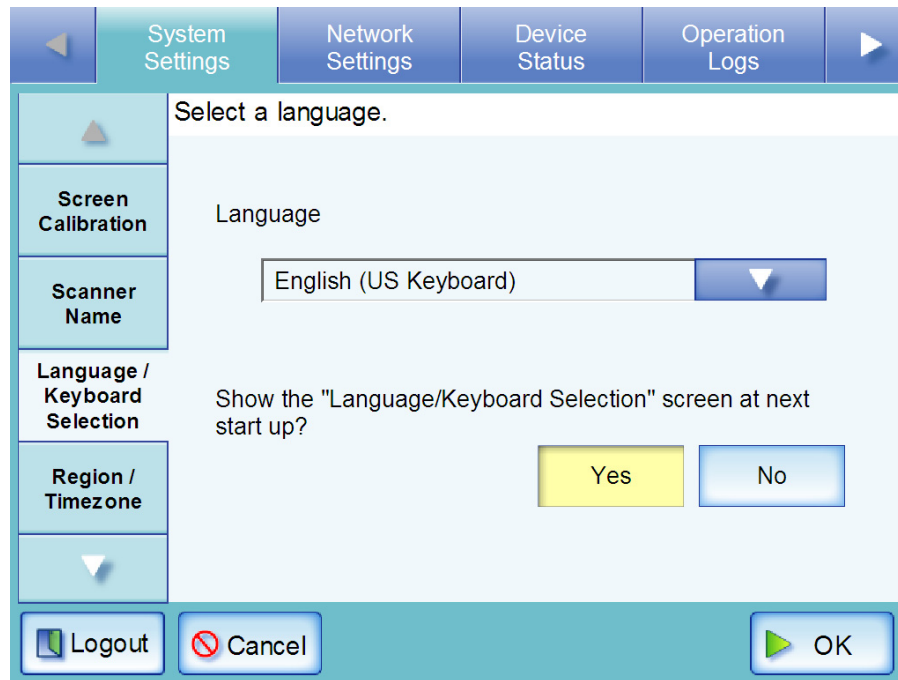 System
Settings
Network
Settings
Device
Status
Operation
Logs
Select a language.
Screen
Calibration
Scanner
Name
Language /
Keyboard
Selection
Region /
Timezone
Language
English (US Keyboard)
Show the "Language/Keyboard Selection" screen at next
start up?
Yes
No
Logout
Cancel
OK